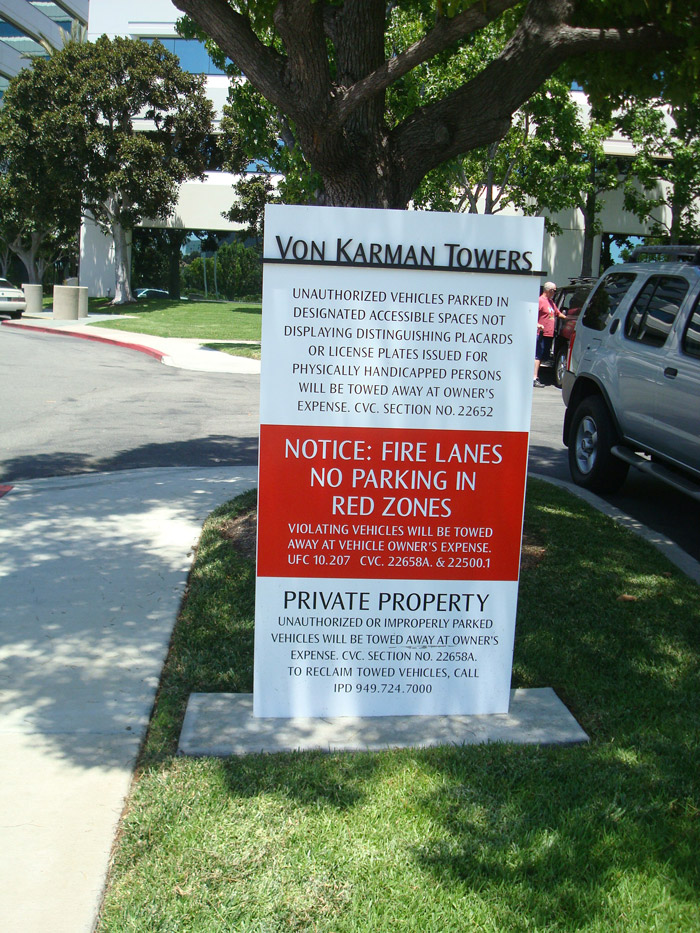 VON KARMAN TOWERS
UNAUTHORIZED VEHICLES PARKED IN
DESIGNATED ACCESSIBLE SPACES NOT
DISPLAYING DISTINGUISHING PLACARDS
OR LICENSE PLATES ISSUED FOR
PHYSICALLY HANDICAPPED PERSONS
WILL BE TOWED AWAY AT OWNER'S
EXPENSE. CVC. SECTION NO. 22652
NOTICE: FIRE LANES
NO PARKING IN
RED ZONES
VIOLATING VEHICLES WILL BE TOWED
AWAY AT VEHICLE OWNER'S EXPENSE.
UFC 10.207 CVC. 22658A. & 22500.1
PRIVATE PROPERTY
UNAUTHORIZED OR IMPROPERLY PARKED
VEHICLES WILL BE TOWED AWAY AT OWNER'S
EXPENSE. CVC. SECTION NO. 22658A.
TO RECLAIM TOWED VEHICLES, CALL
IPD 949.724.7000